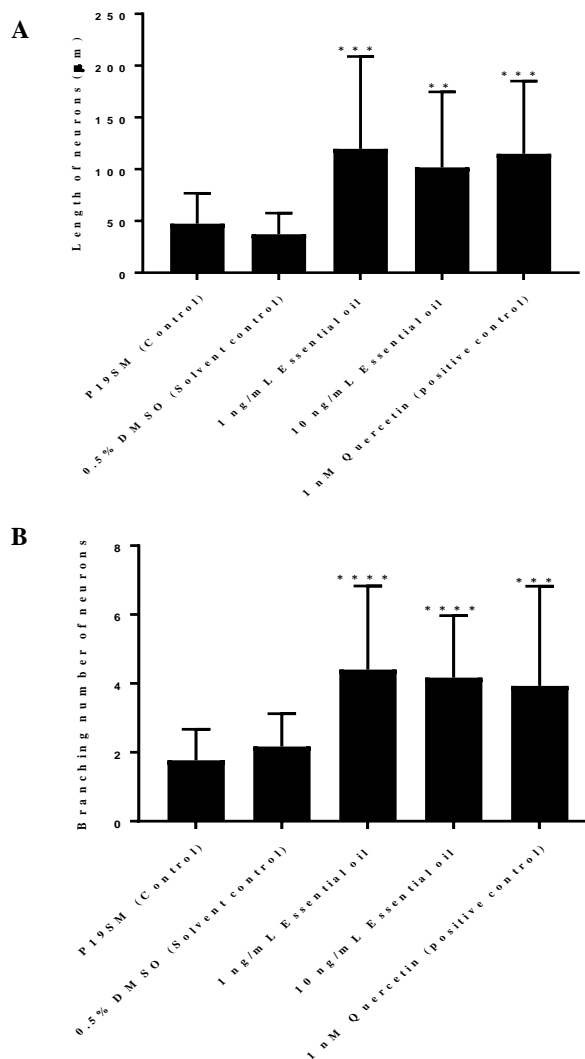 A
Length of neurons (µm)
250
200
150
100
50
0
***
**
***
P19SM (Control)
0.5% DMSO (Solvent control)
1 ng/mL Essential oil
10 ng/mL Essential oil
1 nM Quercetin (positive control)
B
Branching number of neurons
8
6
4
2
0
****
****
***
P19SM (Control)
0.5% DMSO (Solvent control)
1 ng/mL Essential oil
10 ng/mL Essential oil
1 nM Quercetin (positive control)